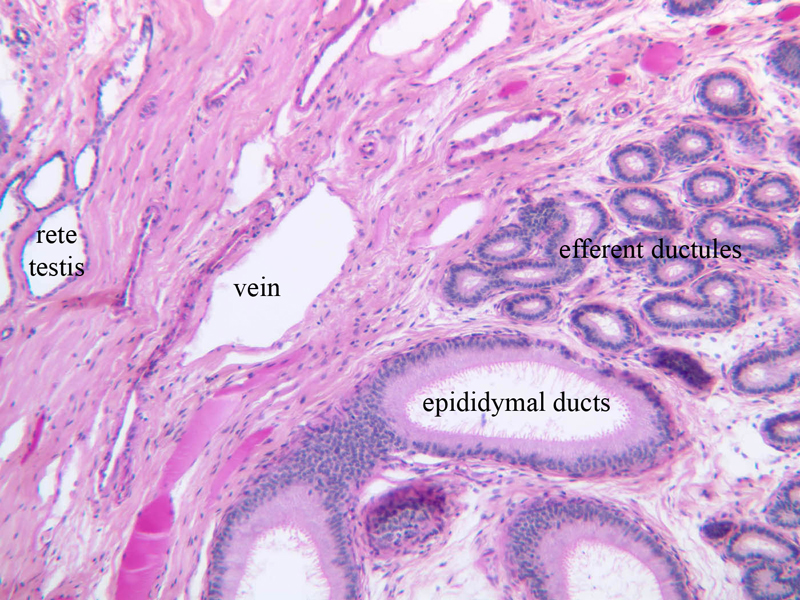 rete
testis
vein
efferent ductules
epididymal ducts